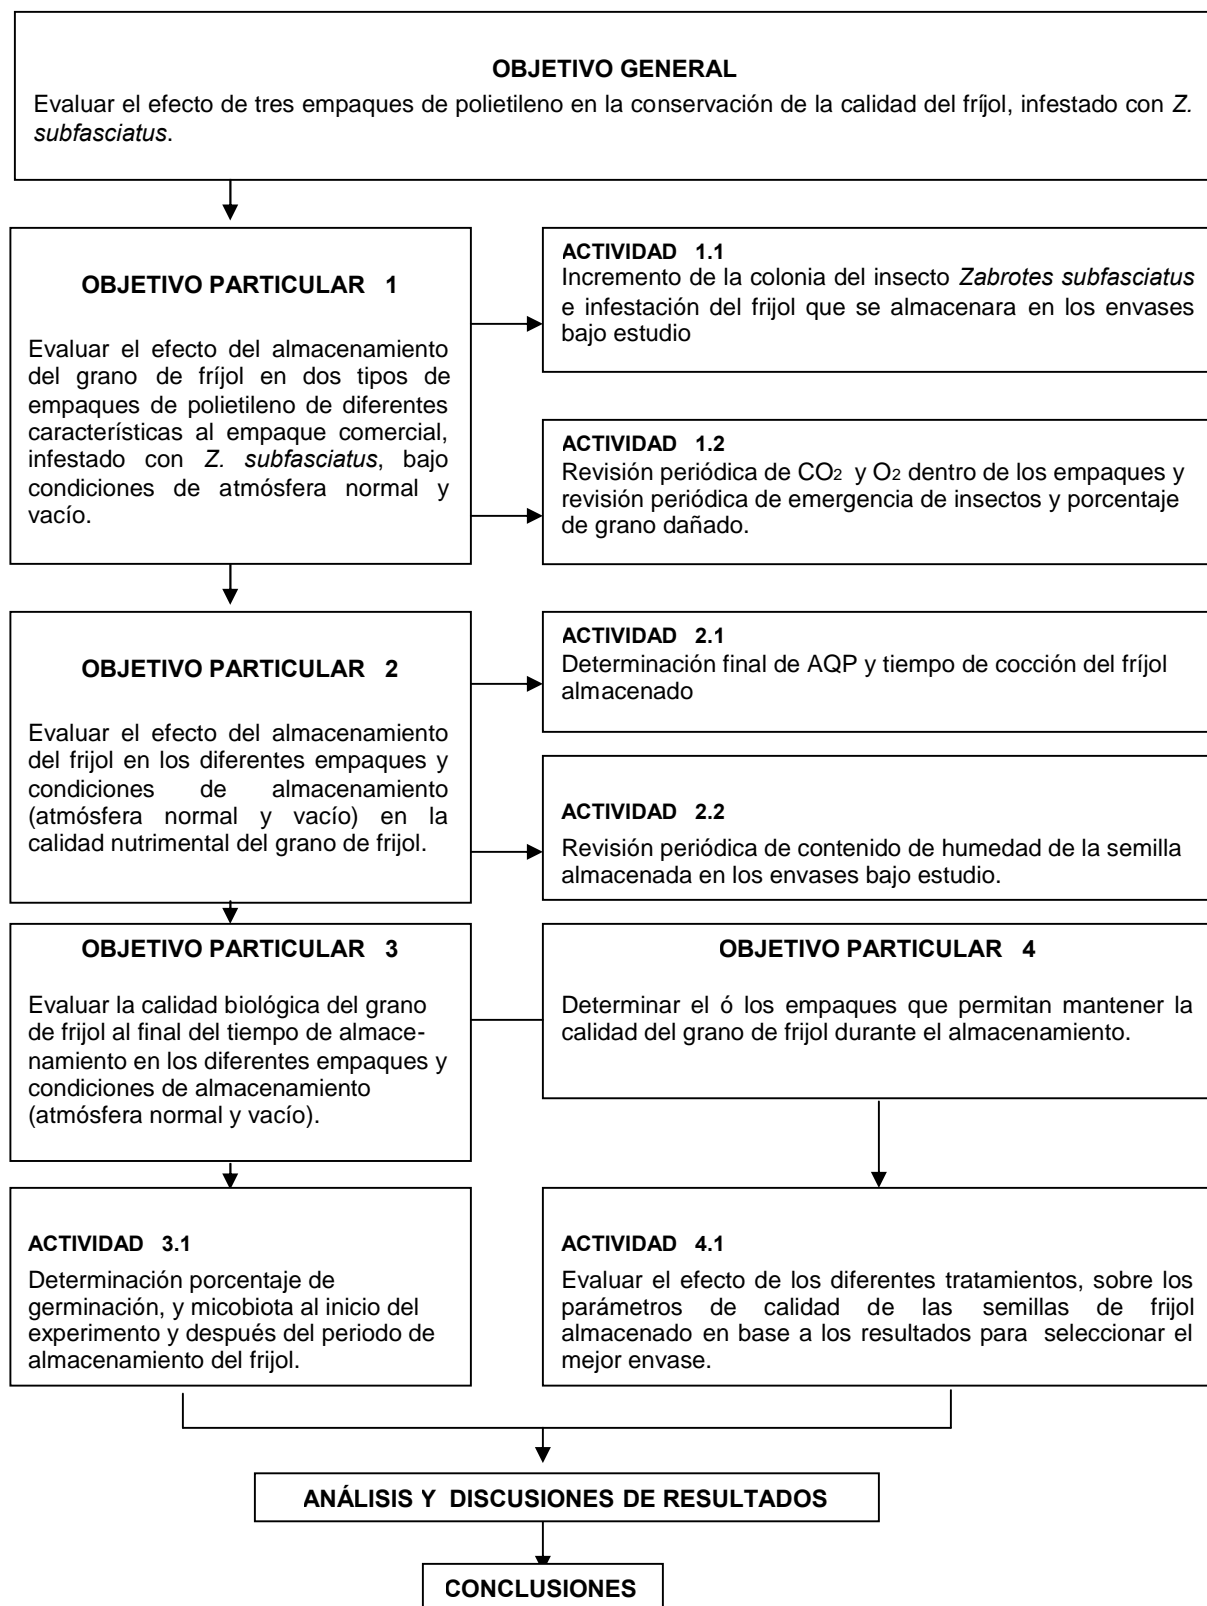 OBJETIVO GENERAL
Evaluar el efecto de tres empaques de polietileno en la conservación de la calidad del fríjol, infestado con Z.
subfasciatus.
OBJETIVO PARTICULAR 1
Evaluar el efecto del almacenamiento
del grano de fríjol en dos tipos de
empaques de polietileno de diferentes
características al empaque comercial,
infestado con Z. subfasciatus, bajo
condiciones de atmósfera normal y
vacío.
ACTIVIDAD 1.1
Incremento de la colonia del insecto Zabrotes subfasciatus
e infestación del frijol que se almacenara en los envases
bajo estudio
ACTIVIDAD 1.2
Revisión periódica de CO2 y O2 dentro de los empaques y
revisión periódica de emergencia de insectos y porcentaje
de grano dañado.
OBJETIVO PARTICULAR 2
Evaluar el efecto del almacenamiento
del frijol en los diferentes empaques y
condiciones de almacenamiento
(atmósfera normal y vacío) en la
calidad nutrimental del grano de frijol.
ACTIVIDAD 2.1
Determinación final de AQP y tiempo de cocción del fríjol
almacenado
ACTIVIDAD 2.2
Revisión periódica de contenido de humedad de la semilla
almacenada en los envases bajo estudio.
OBJETIVO PARTICULAR 3
Evaluar la calidad biológica del grano
de frijol al final del tiempo de almace-
namiento en los diferentes empaques y
condiciones de almacenamiento
(atmósfera normal y vacío).
OBJETIVO PARTICULAR 4
Determinar el ó los empaques que permitan mantener la
calidad del grano de frijol durante el almacenamiento.
ACTIVIDAD 3.1
Determinación porcentaje de
germinación, y micobiota al inicio del
experimento y después del periodo de
almacenamiento del frijol.
ACTIVIDAD 4.1
Evaluar el efecto de los diferentes tratamientos, sobre los
parámetros de calidad de las semillas de frijol
almacenado en base a los resultados para seleccionar el
mejor envase.
ANÁLISIS Y DISCUSIONES DE RESULTADOS
CONCLUSIONES